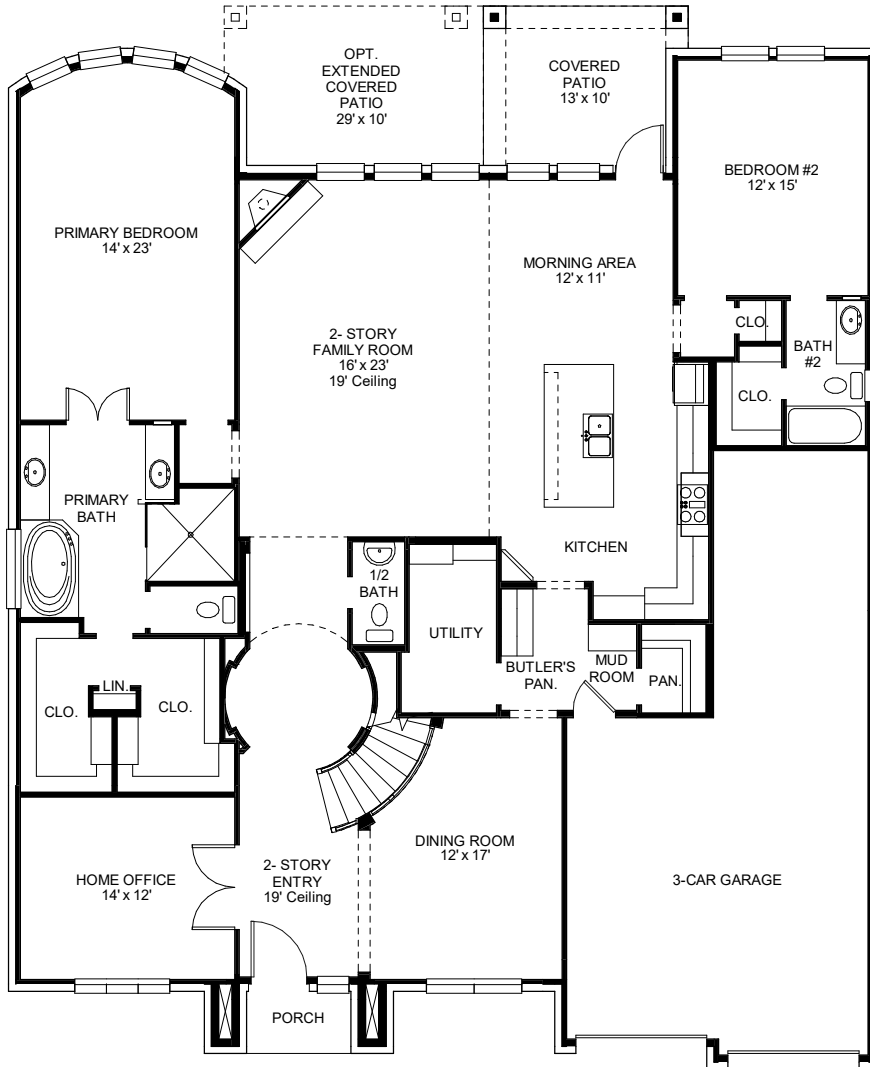 OPT.
EXTENDED
COVERED
PATIO
29' x 10'
COVERED
PATIO
13' x 10'
BEDROOM #2
12' x 15'
PRIMARY BEDROOM
14' x 23'
MORNING AREA
12' x 11'
2- STORY
FAMILY ROOM
16' x 23'
19' Ceiling
CLO.
BATH
#2
CLO.
PRIMARY
BATH
KITCHEN
1/2
BATH
UTILITY
BUTLER'S
PAN.
MUD
ROOM
PAN.
LIN.
CLO.
CLO.
DINING ROOM
12' x 17'
HOME OFFICE
14' x 12'
2- STORY
ENTRY
19' Ceiling
3-CAR GARAGE
PORCH